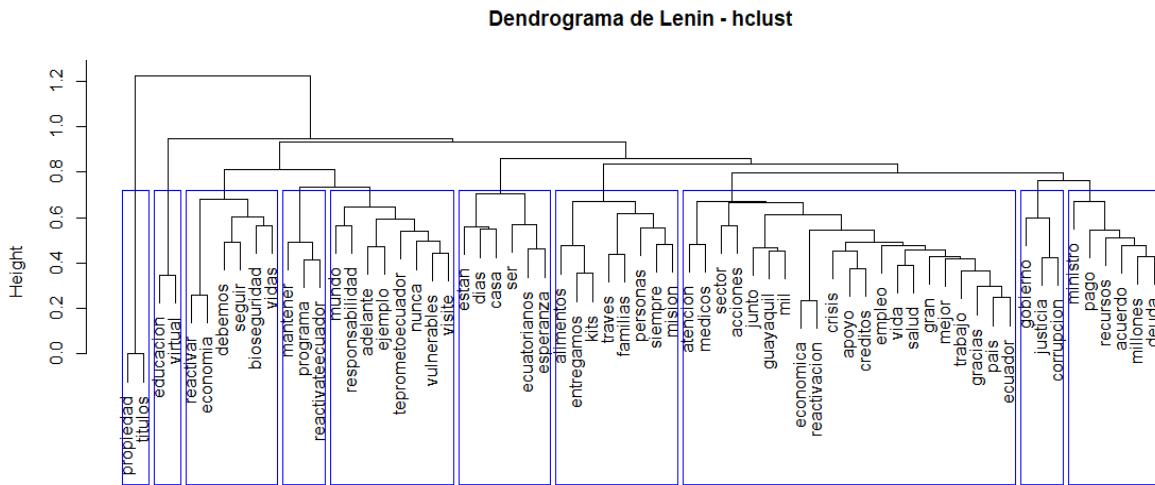 Dendrograma de Lenin - hclust
Height
1.2
1.0
0.8
0.6
0.4
0.2
0.0
propiedad
titulos
educacion
virtual
reactivar
economia
debemos
seguir
bioseguridad
vidas
mantener
programa
reactivateecuador
mundo
responsabilidad
adelante
ejemplo
teprometoecuador
nunca
vulnerables
visite
estan
dias
casa
ser
ecuatorianos
esperanza
alimentos
entregamos
kits
traves
familias
personas
siempre
mision
atencion
medicos
sector
acciones
junto
guayaquil
mil
economica
reactivacion
crisis
apoyo
creditos
empleo
vida
salud
gran
mejor
trabajo
gracias
pais
ecuador
gobierno
justicia
corrupcion
ministro
pago
recursos
acuerdo
millones
deuda